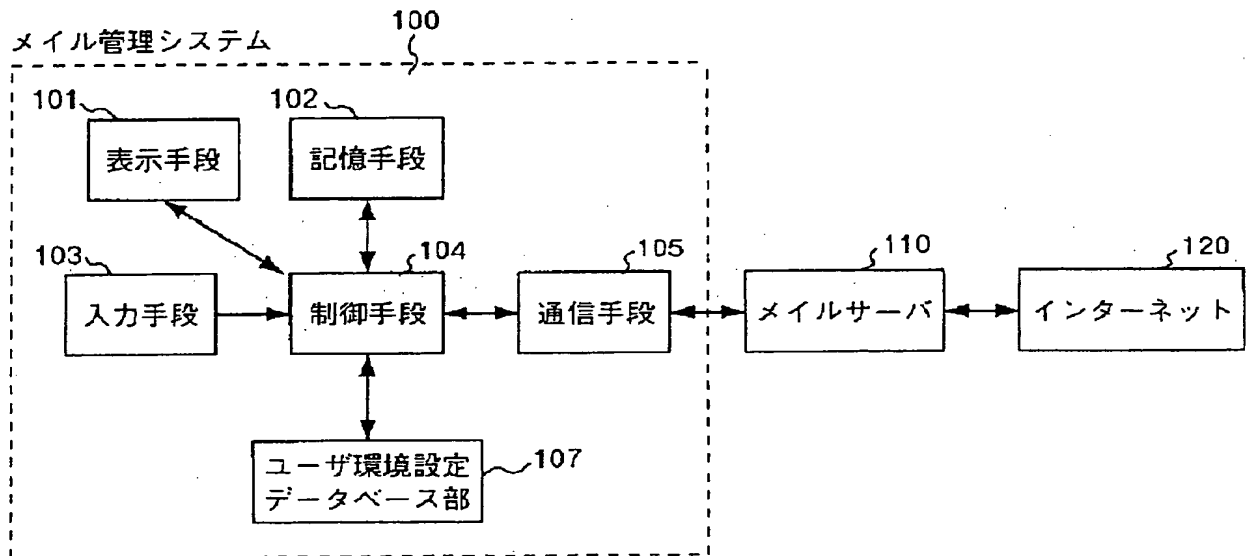 メイル管理システム
100
101
102
表示手段
記憶手段
103
104
105
110
120
入力手段
制御手段
通信手段
メイルサーバ
インターネット
ユーザ環境設定
データベース部
107